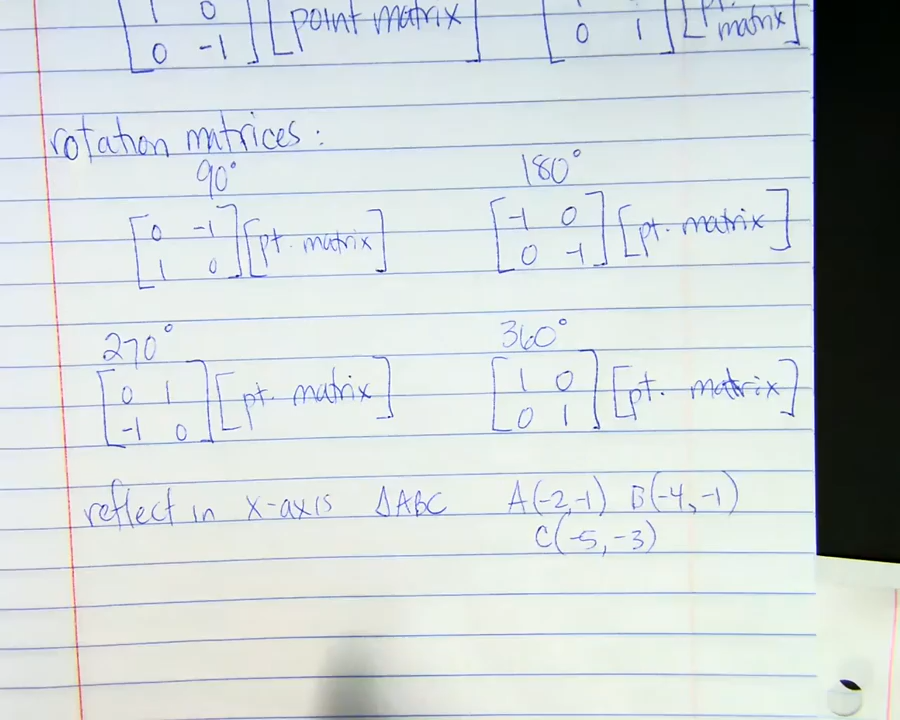 1 0 [point matrix]
0 -1 0 1 matrix]
rotation matrices:
90° 180°
[0 -1 [pt. matrix] [-1 0 [pt. matrix]
1 0] 0 -1]
270° 360°
[0 1 [pt. matrix] [1 0 [pt. matrix]
-1 0] 0 1]
reflect in x-axis ΔABC A(-2,-1) B(-4,-1)
C(-5,-3)